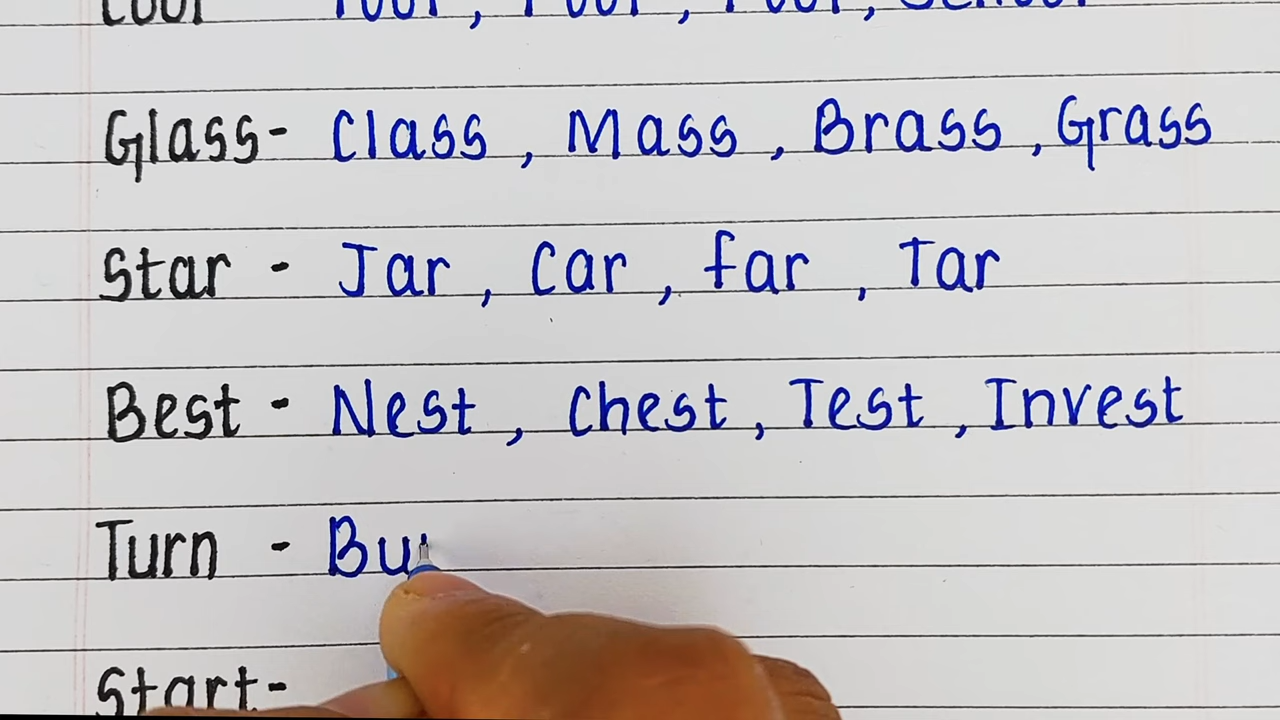 Glass- Class , Mass , Brass , Grass
Star - Jar , Car , far , Tar
Best - Nest , Chest , Test , Invest
Turn - Bu
Start-